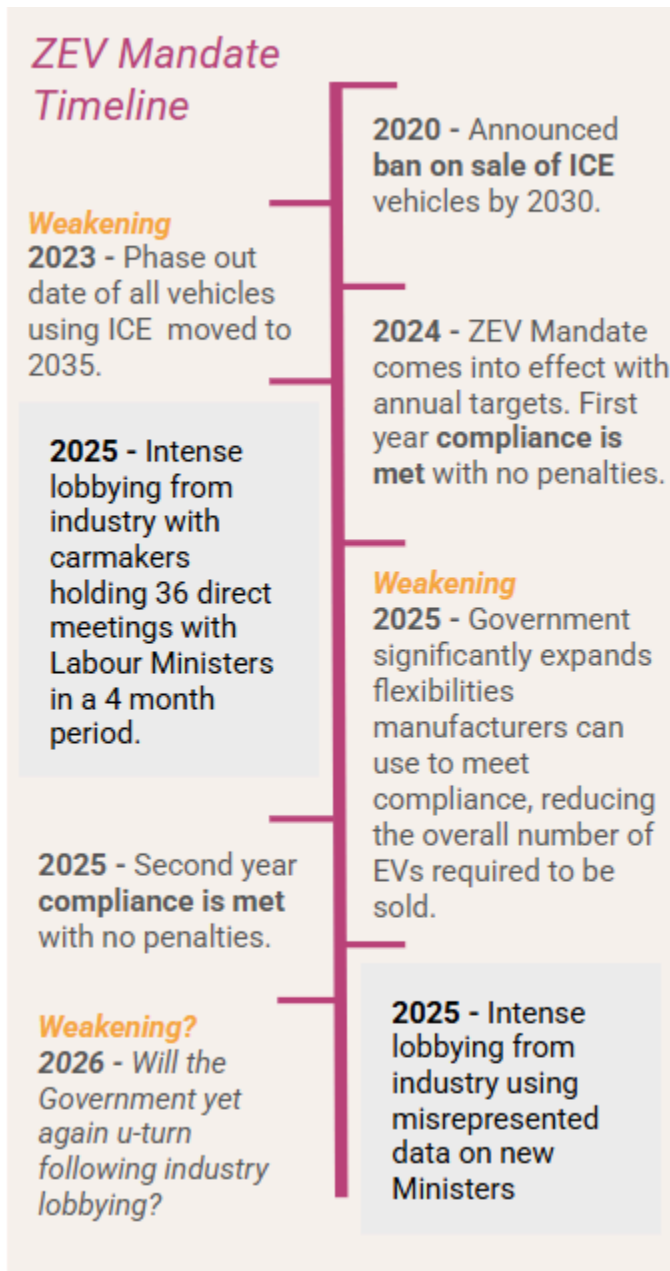 ZEV Mandate
Timeline
2020 - Announced
ban on sale of ICE
vehicles by 2030.
Weakening
2023 - Phase out
date of all vehicles
using ICE moved to
2035.
2024 - ZEV Mandate
comes into effect with
annual targets. First
year compliance is
met with no penalties.
2025 - Intense
lobbying from
industry with
carmakers
holding 36 direct
meetings with
Labour Ministers
in a 4 month
period.
Weakening
2025 - Government
significantly expands
flexibilities
manufacturers can
use to meet
compliance, reducing
the overall number of
EVs required to be
sold.
2025 - Second year
compliance is met
with no penalties.
2025 - Intense
lobbying from
industry using
misrepresented
data on new
Ministers
Weakening?
2026 - Will the
Government yet
again u-turn
following industry
lobbying?